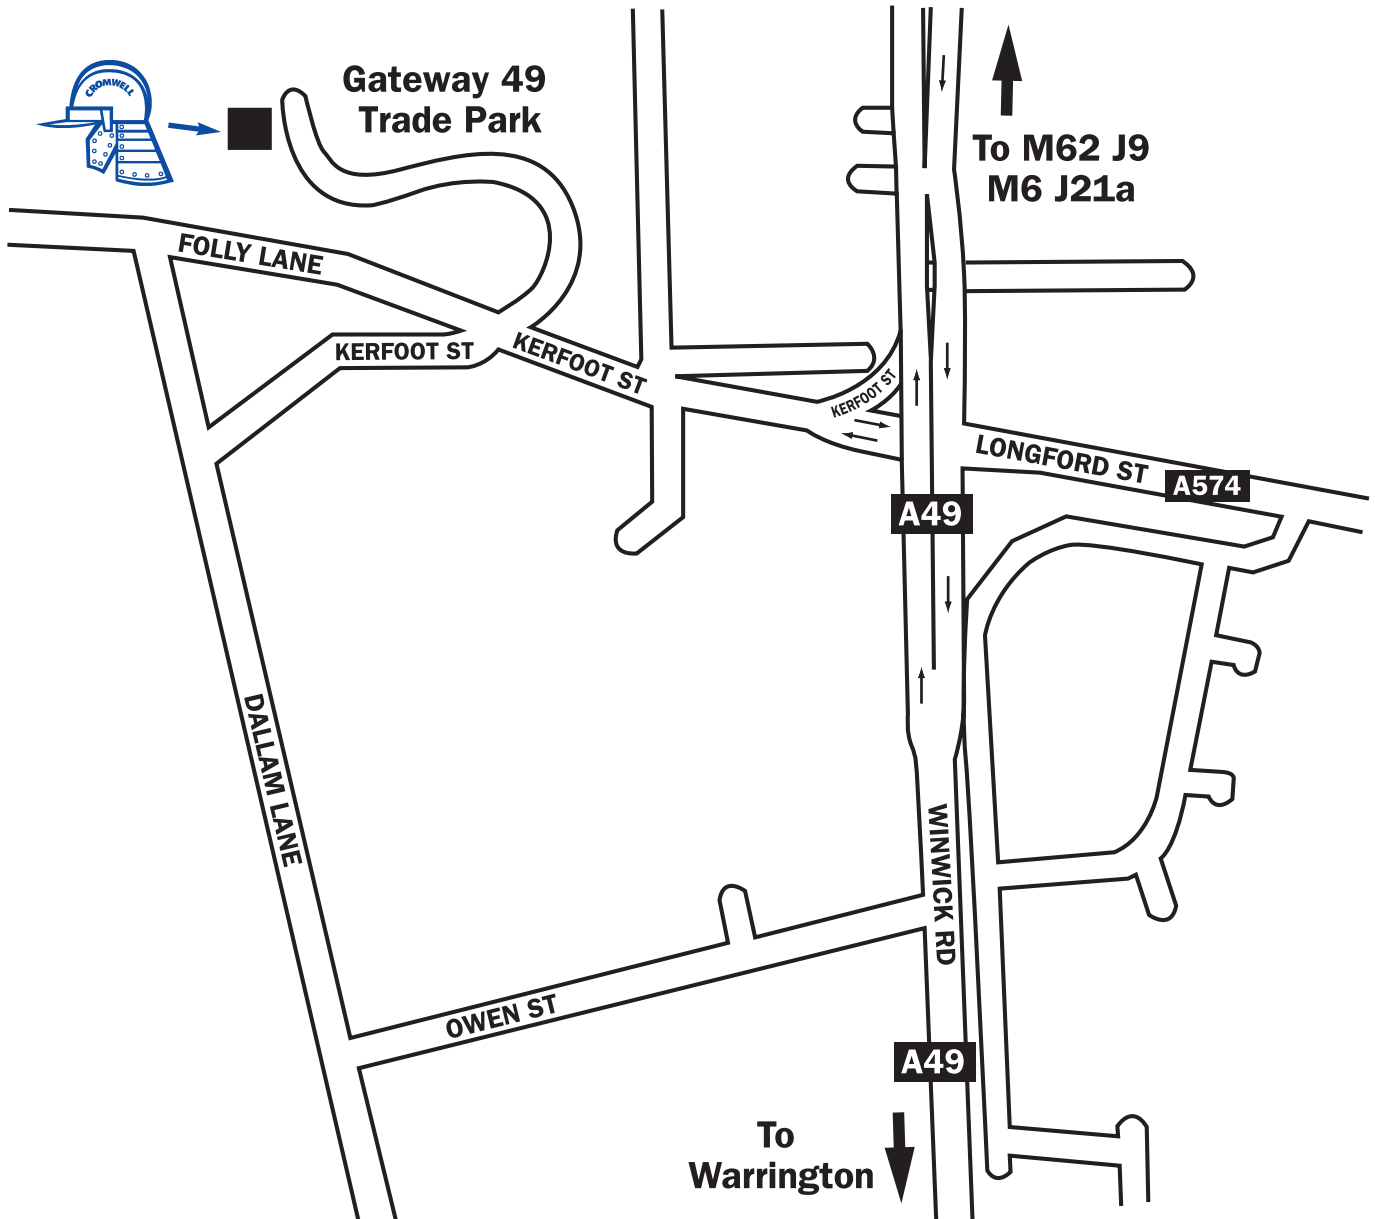 CROMWELL
Gateway 49
Trade Park
To M62 J9
M6 J21a
FOLLY LANE
KERFOOT ST
KERFOOT ST
KERFOOT ST
LONGFORD ST
A574
A49
DALLAM LANE
WINWICK RD
OWEN ST
A49
To
Warrington